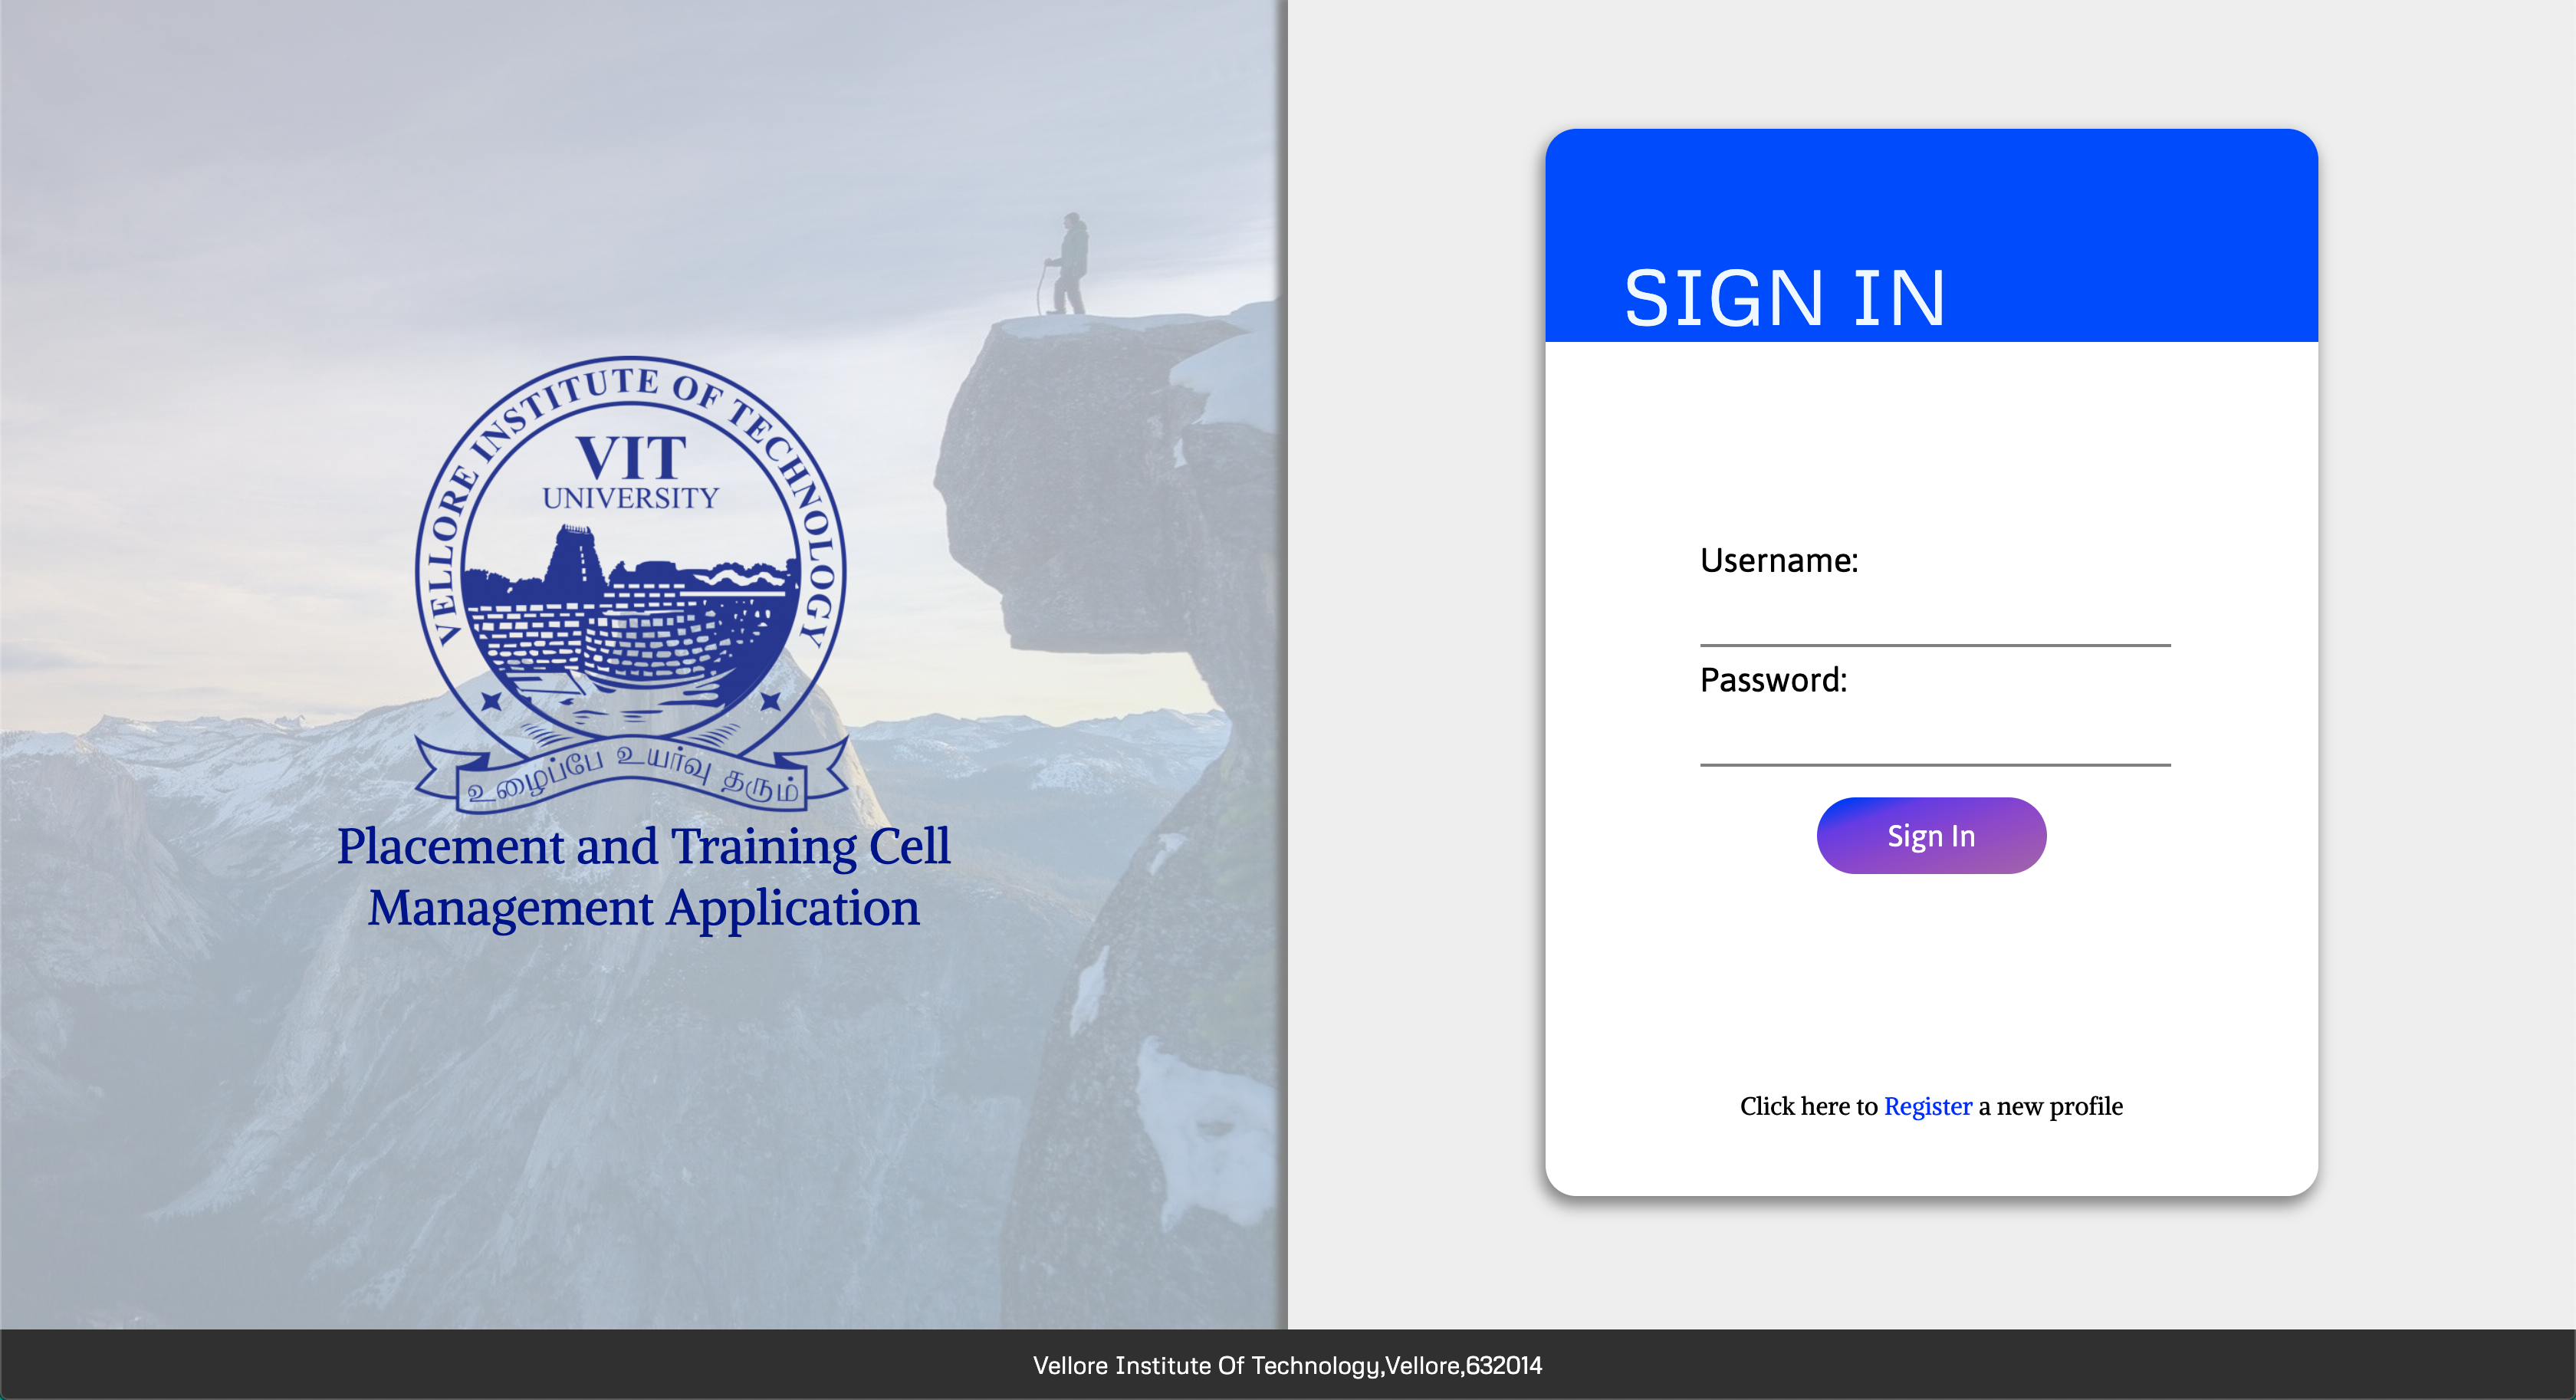 VELLORE INSTITUTE OF TECHNOLOGY
VIT
UNIVERSITY
உழைப்பே உயர்வு தரும்
Placement and Training Cell
Management Application
SIGN IN
Username:
Password:
Sign In
Click here to Register a new profile
Vellore Institute Of Technology,Vellore,632014